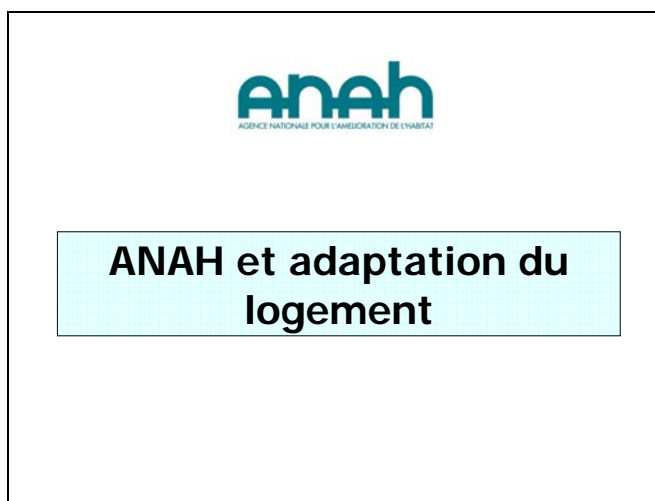 anah
AGENCE NATIONALE POUR L'AMELIORATION DE L'HABITAT
ANAH et adaptation du
logement